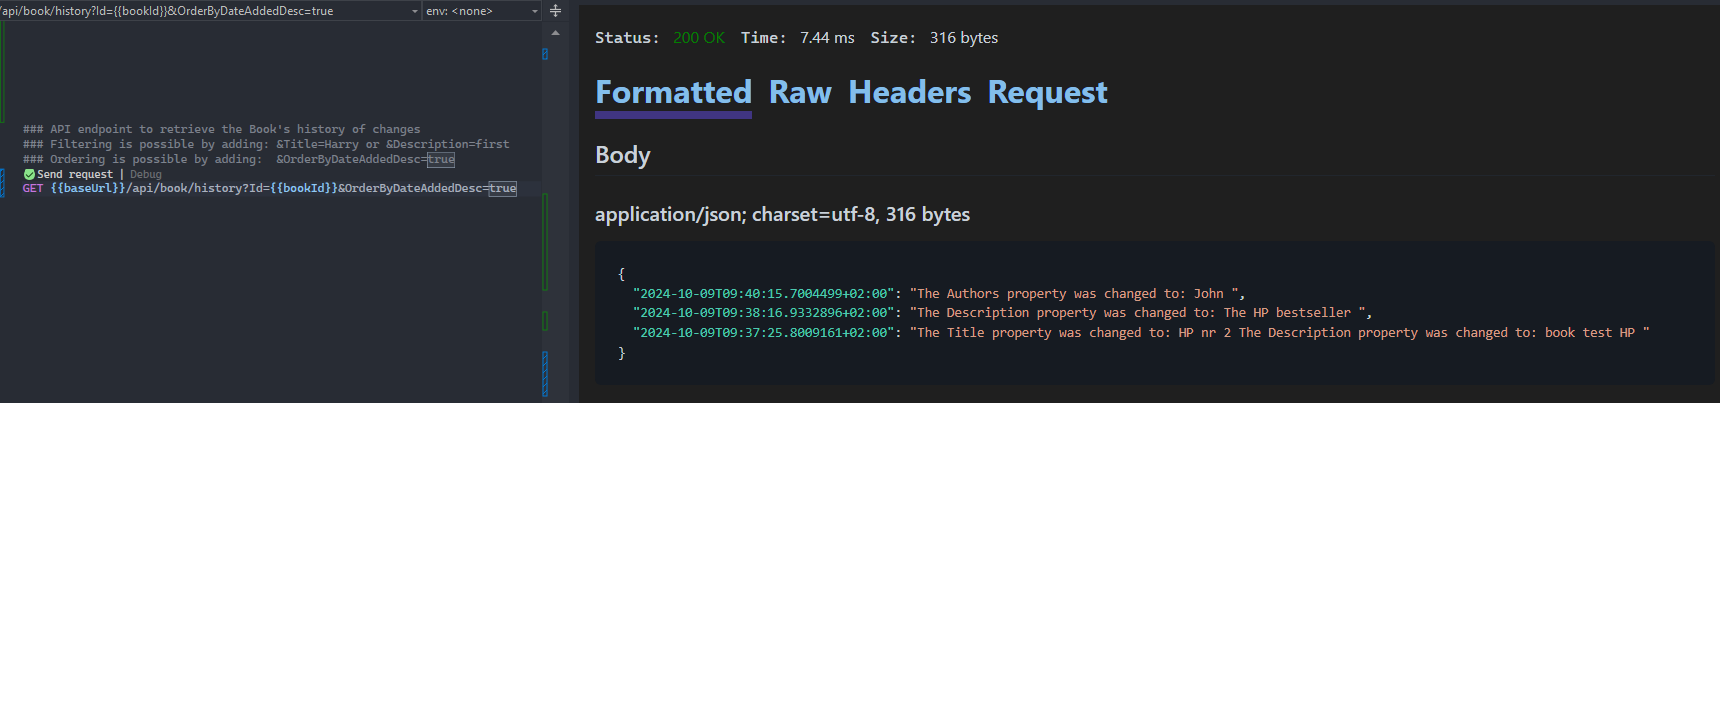 /api/book/history?Id={{bookId}}&OrderByDateAddedDesc=true env: <none>
### API endpoint to retrieve the Book's history of changes
### Filtering is possible by adding: &Title=Harry or &Description=first
### Ordering is possible by adding:  &OrderByDateAddedDesc=true
Send request | Debug
GET {{baseUrl}}/api/book/history?Id={{bookId}}&OrderByDateAddedDesc=true
Status: 200 OK Time: 7.44 ms Size: 316 bytes
Formatted Raw Headers Request
Body
application/json; charset=utf-8, 316 bytes
{
"2024-10-09T09:40:15.7004499+02:00": "The Authors property was changed to: John ",
"2024-10-09T09:38:16.9332896+02:00": "The Description property was changed to: The HP bestseller ",
"2024-10-09T09:37:25.8009161+02:00": "The Title property was changed to: HP nr 2 The Description property was changed to: book test HP "
}